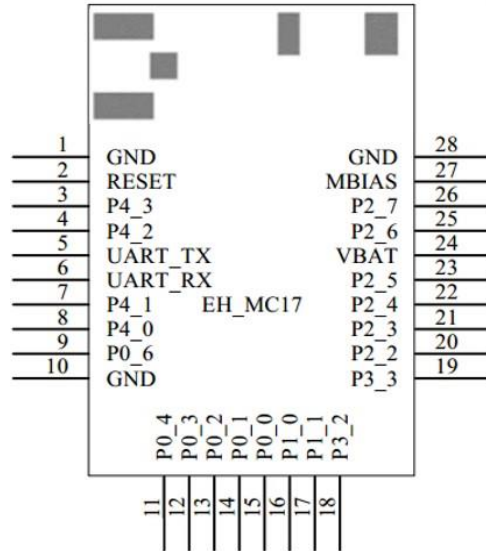 1 GND GND 28
2 RESET MBIAS 27
3 P4_3 P2_7 26
4 P4_2 P2_6 25
5 UART_TX VBAT 24
6 UART_RX P2_5 23
7 P4_1 EH_MC17 P2_4 22
8 P4_0 P2_3 21
9 P0_6 P2_2 20
10 GND P3_3 19
P0_4 P0_3 P0_2 P0_1 P0_0 P1_0 P1_1 P3_2
11 12 13 14 15 16 17 18